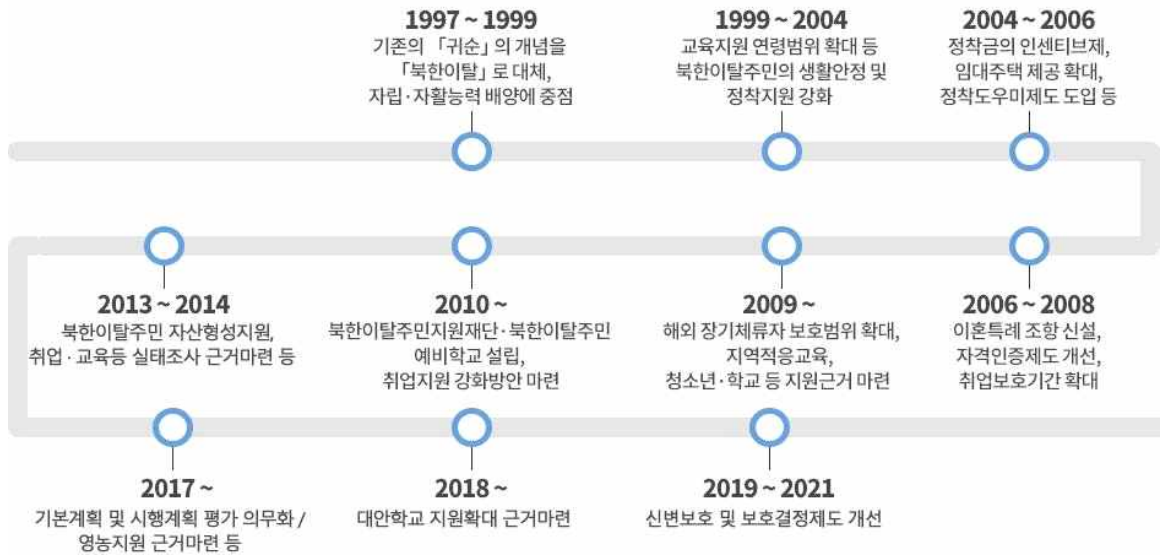 1997 ~ 1999
기존의 「귀순」의 개념을
「북한이탈」로 대체,
자립·자활능력 배양에 중점
1999 ~ 2004
교육지원 연령범위 확대 등
북한이탈주민의 생활안정 및
정착지원 강화
2004 ~ 2006
정착금의 인센티브제,
임대주택 제공 확대,
정착도우미제도 도입 등
2006 ~ 2008
이혼특례 조항 신설,
자격인증제도 개선,
취업보호기간 확대
2009 ~
해외 장기체류자 보호범위 확대,
지역적응교육,
청소년·학교 등 지원근거 마련
2010 ~
북한이탈주민지원재단·북한이탈주민
예비학교 설립,
취업지원 강화방안 마련
2013 ~ 2014
북한이탈주민 자산형성지원,
취업·교육등 실태조사 근거마련 등
2017 ~
기본계획 및 시행계획 평가 의무화 /
영농지원 근거마련 등
2018 ~
대안학교 지원확대 근거마련
2019 ~ 2021
신변보호 및 보호결정제도 개선